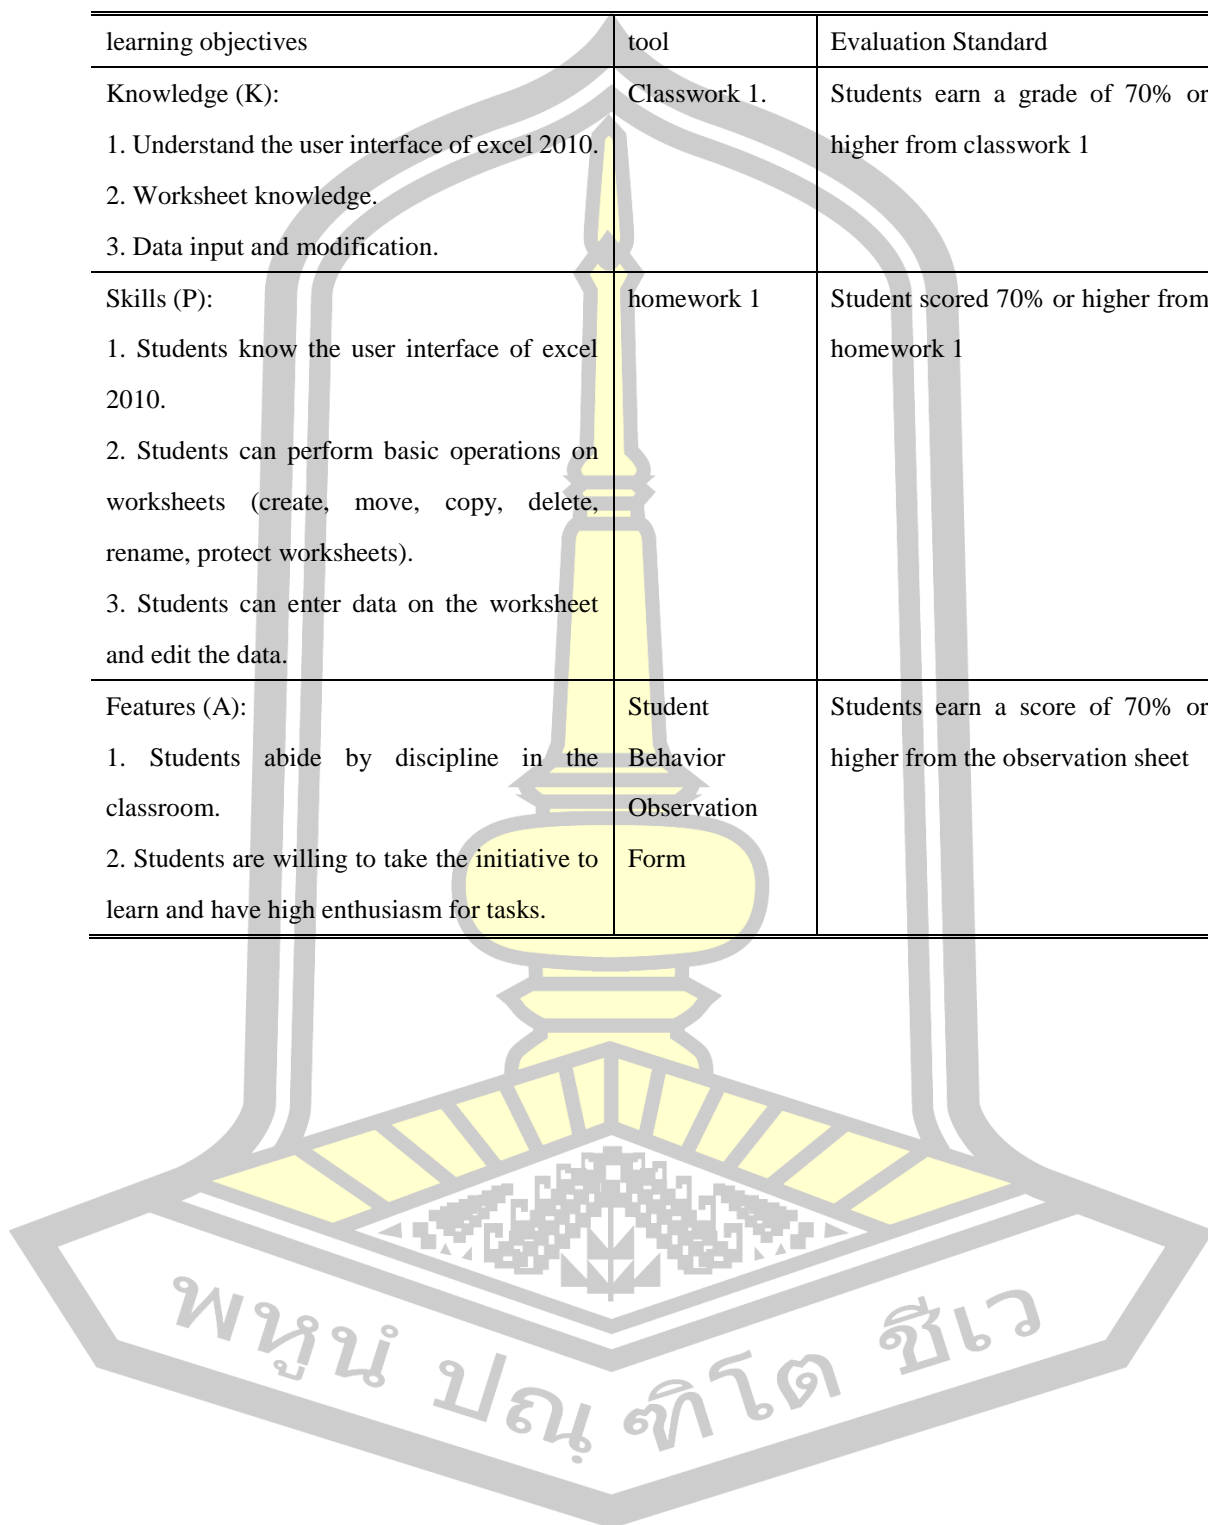 learning objectives tool Evaluation Standard
Knowledge (K): Classwork 1. Students earn a grade of 70% or
1. Understand the user interface of excel 2010. higher from classwork 1
2. Worksheet knowledge.
3. Data input and modification.
Skills (P): homework 1 Student scored 70% or higher from
1. Students know the user interface of excel homework 1
2010.
2. Students can perform basic operations on
worksheets (create, move, copy, delete,
rename, protect worksheets).
3. Students can enter data on the worksheet
and edit the data.
Features (A): Student Students earn a score of 70% or
1. Students abide by discipline in the Behavior higher from the observation sheet
classroom. Observation
2. Students are willing to take the initiative to Form
learn and have high enthusiasm for tasks.
พหูนํ ปณฺฑิโต ชีเว